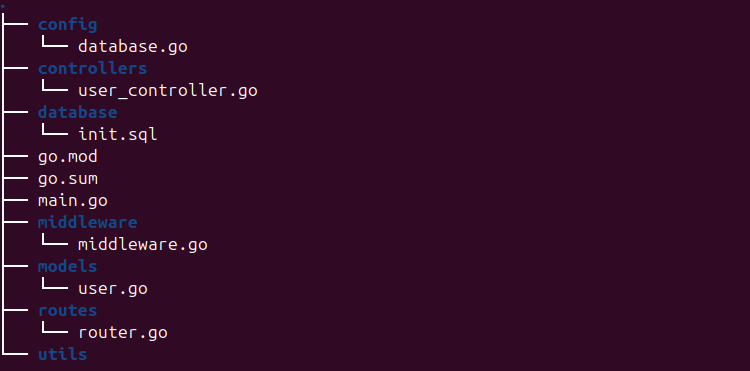 .
├── config
│   └── database.go
├── controllers
│   └── user_controller.go
├── database
│   └── init.sql
├── go.mod
├── go.sum
├── main.go
├── middleware
│   └── middleware.go
├── models
│   └── user.go
├── routes
│   └── router.go
└── utils